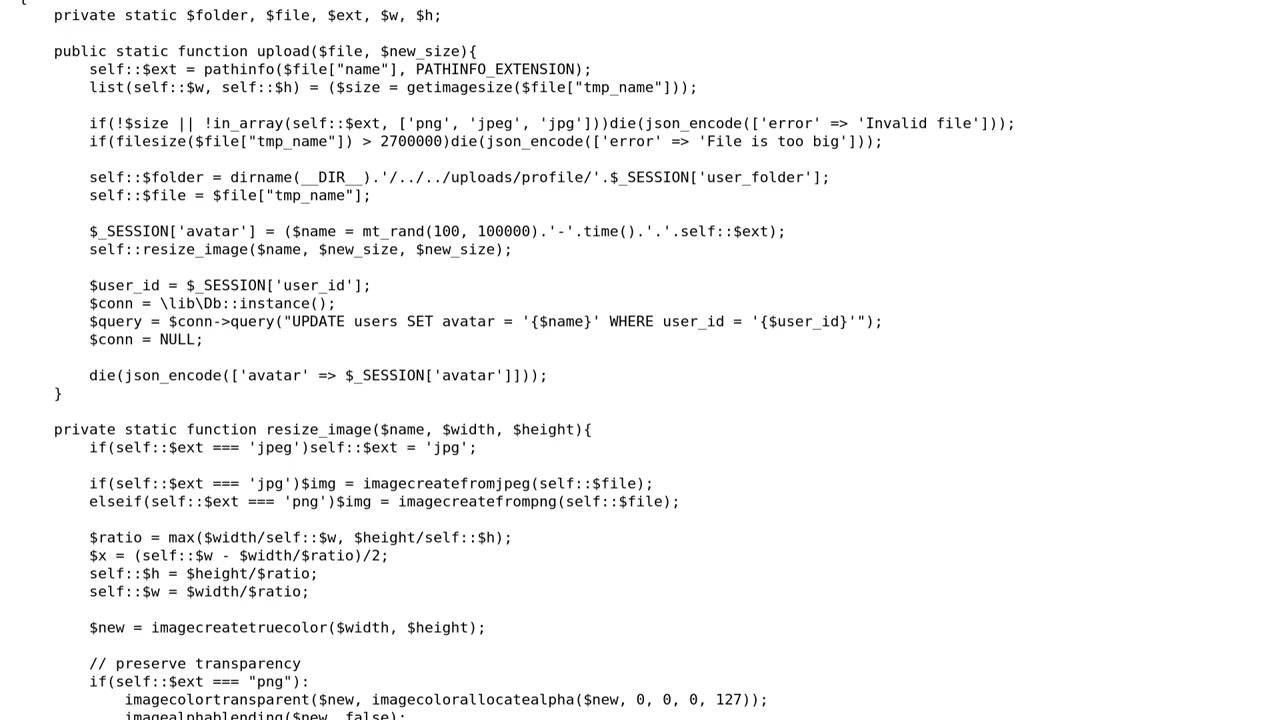 {
private static $folder, $file, $ext, $w, $h;
public static function upload($file, $new_size){
self::$ext = pathinfo($file["name"], PATHINFO_EXTENSION);
list(self::$w, self::$h) = ($size = getimagesize($file["tmp_name"]));
if(!$size || !in_array(self::$ext, ['png', 'jpeg', 'jpg']))die(json_encode(['error' => 'Invalid file']));
if(filesize($file["tmp_name"]) > 2700000)die(json_encode(['error' => 'File is too big']));
self::$folder = dirname(__DIR__).'/../../uploads/profile/'.$_SESSION['user_folder'];
self::$file = $file["tmp_name"];
$_SESSION['avatar'] = ($name = mt_rand(100, 100000).'-'.time().'.'.self::$ext);
self::resize_image($name, $new_size, $new_size);
$user_id = $_SESSION['user_id'];
$conn = \lib\Db::instance();
$query = $conn->query("UPDATE users SET avatar = '{$name}' WHERE user_id = '{$user_id}'");
$conn = NULL;
die(json_encode(['avatar' => $_SESSION['avatar']]));
}
private static function resize_image($name, $width, $height){
if(self::$ext === 'jpeg')self::$ext = 'jpg';
if(self::$ext === 'jpg')$img = imagecreatefromjpeg(self::$file);
elseif(self::$ext === 'png')$img = imagecreatefrompng(self::$file);
$ratio = max($width/self::$w, $height/self::$h);
$x = (self::$w - $width/$ratio)/2;
self::$h = $height/$ratio;
self::$w = $width/$ratio;
$new = imagecreatetruecolor($width, $height);
// preserve transparency
if(self::$ext === "png"):
imagecolortransparent($new, imagecolorallocatealpha($new, 0, 0, 0, 127));
imagealphablending($new, false);